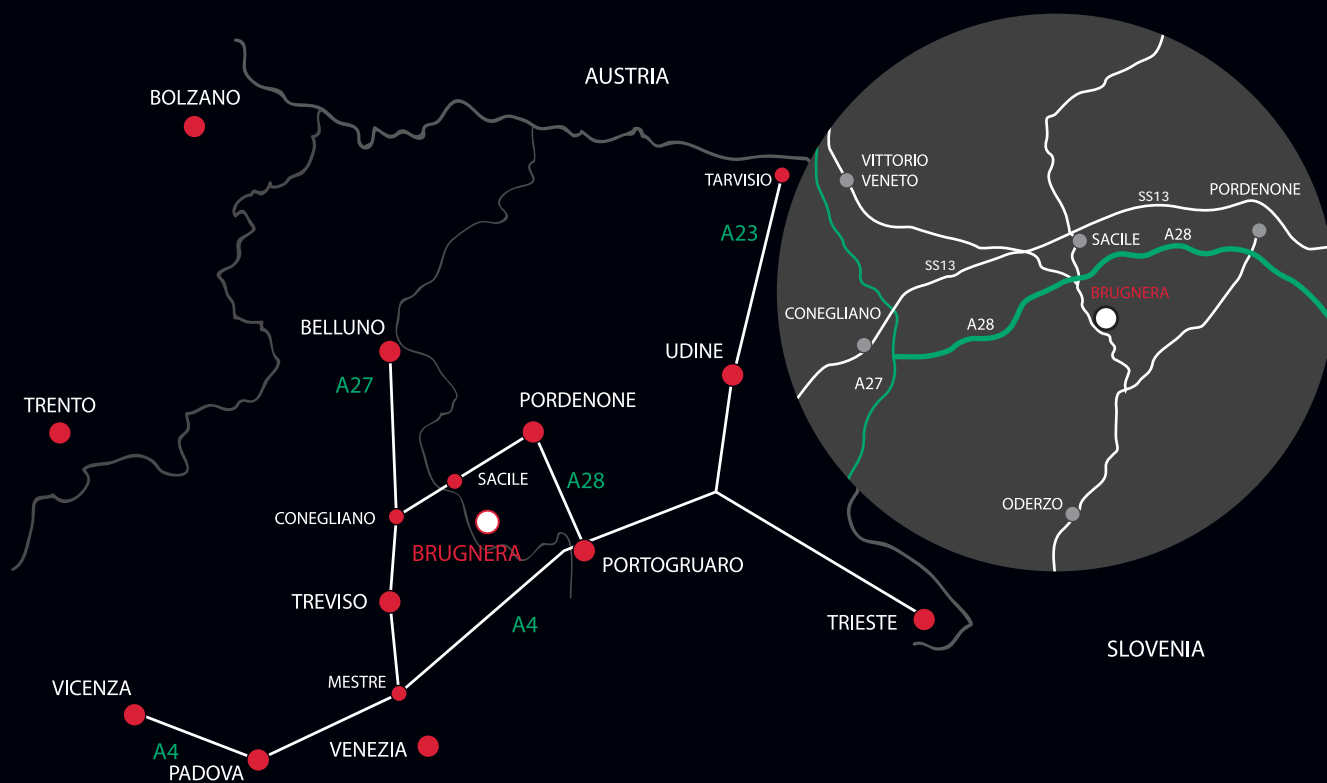 AUSTRIA
BOLZANO
TARVISIO
A23
BELLUNO
A27
UDINE
TRENTO
PORDENONE
SACILE
A28
CONEGLIANO
BRUGNERA
PORTOGRUARO
TREVISO
A4
TRIESTE
SLOVENIA
MESTRE
VICENZA
A4
VENEZIA
PADOVA
VITTORIO
VENETO
PORDENONE
SS13
SACILE
A28
SS13
BRUGNERA
CONEGLIANO
A28
A27
ODERZO